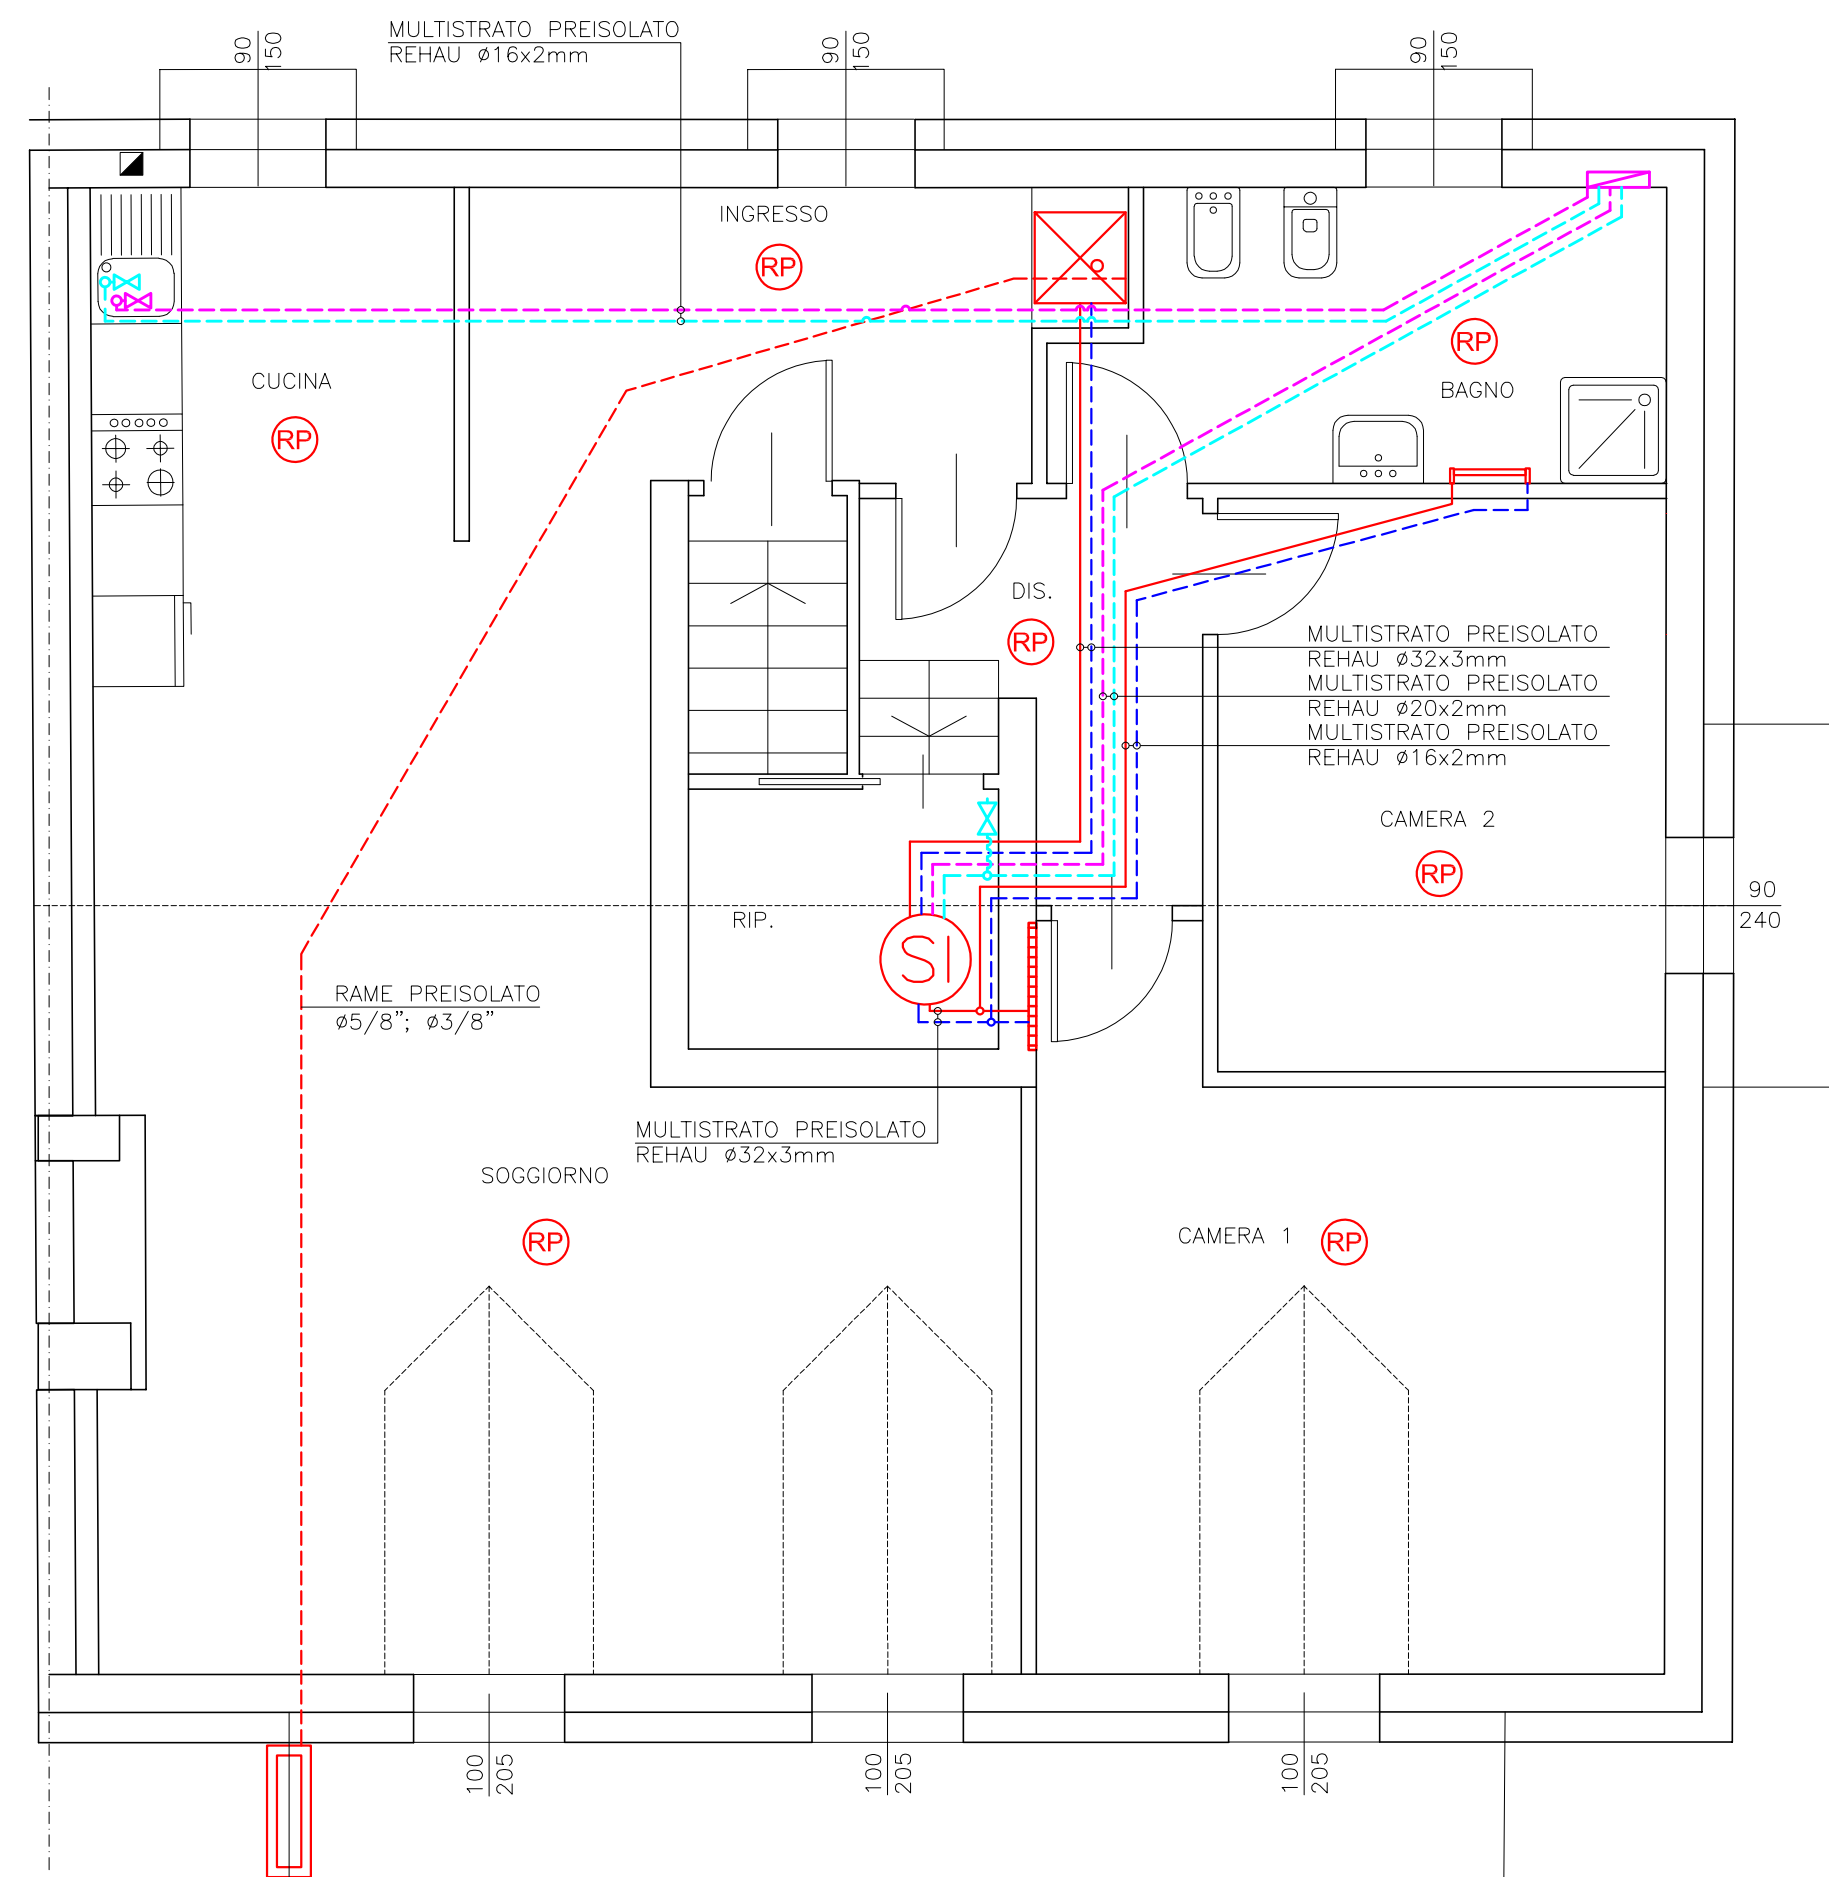 MULTISTRATO PREISOLATO
REHAU ø16x2mm
90
150
90
150
90
150
INGRESSO
RP
CUCINA
RP
RP
BAGNO
DIS.
RP
MULTISTRATO PREISOLATO
REHAU ø32x3mm
MULTISTRATO PREISOLATO
REHAU ø20x2mm
MULTISTRATO PREISOLATO
REHAU ø16x2mm
CAMERA 2
RP
90
240
RIP.
SI
RAME PREISOLATO
ø5/8”; ø3/8”
MULTISTRATO PREISOLATO
REHAU ø32x3mm
SOGGIORNO
RP
CAMERA 1
RP
100
205
100
205
100
205